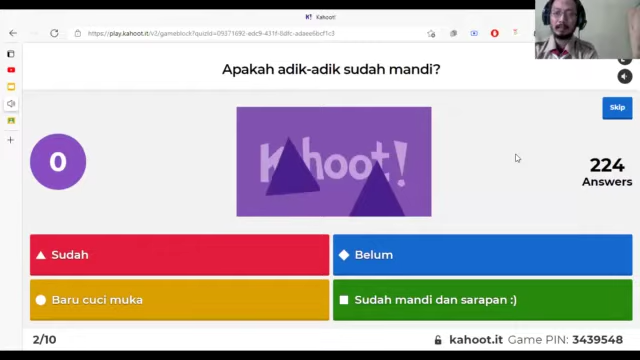 K! Kahoot!
https://play.kahoot.it/v2/gameblock?quizId=09371692-edc9-431f-8dfc-adaee6bcf1c3
Apakah adik-adik sudah mandi?
Skip
0
Kahoot!
224
Answers
Sudah
Belum
Baru cuci muka
Sudah mandi dan sarapan :)
2/10
kahoot.it Game PIN: 3439548